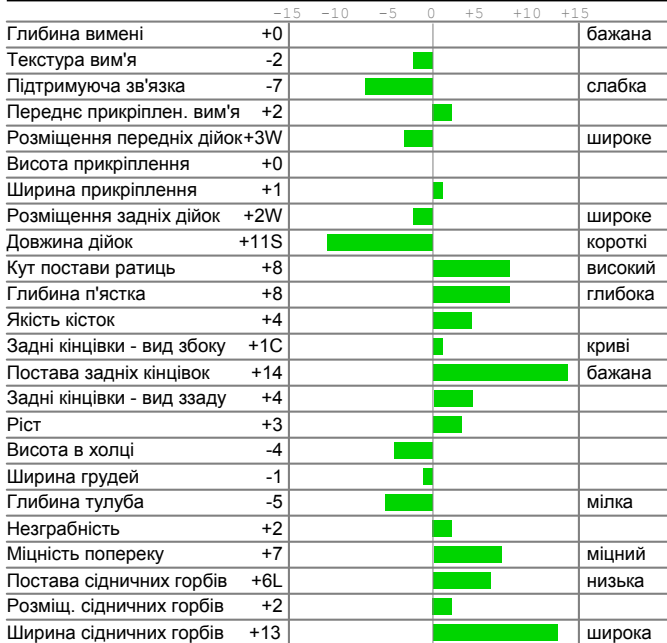 -15 -10 -5 0 +5 +10 +15
Глибина вимені +0 бажана
Текстура вим'я -2
Підтримуюча зв'язка -7 слабка
Переднє прикріплен. вим'я +2
Розміщення передніх дійок+3W широке
Висота прикріплення +0
Ширина прикріплення +1
Розміщення задніх дійок +2W широке
Довжина дійок +11S короткі
Кут постави ратиць +8 високий
Глибина п'ястка +8 глибока
Якість кісток +4
Задні кінцівки - вид збоку +1C криві
Постава задніх кінцівок +14 бажана
Задні кінцівки - вид ззаду +4
Ріст +3
Висота в холці -4
Ширина грудей -1
Глибина тулуба -5 мілка
Незграбність +2
Міцність попереку +7 міцний
Постава сідничних горбів +6L низька
Розміщ. сідничних горбів +2
Ширина сідничних горбів +13 широка